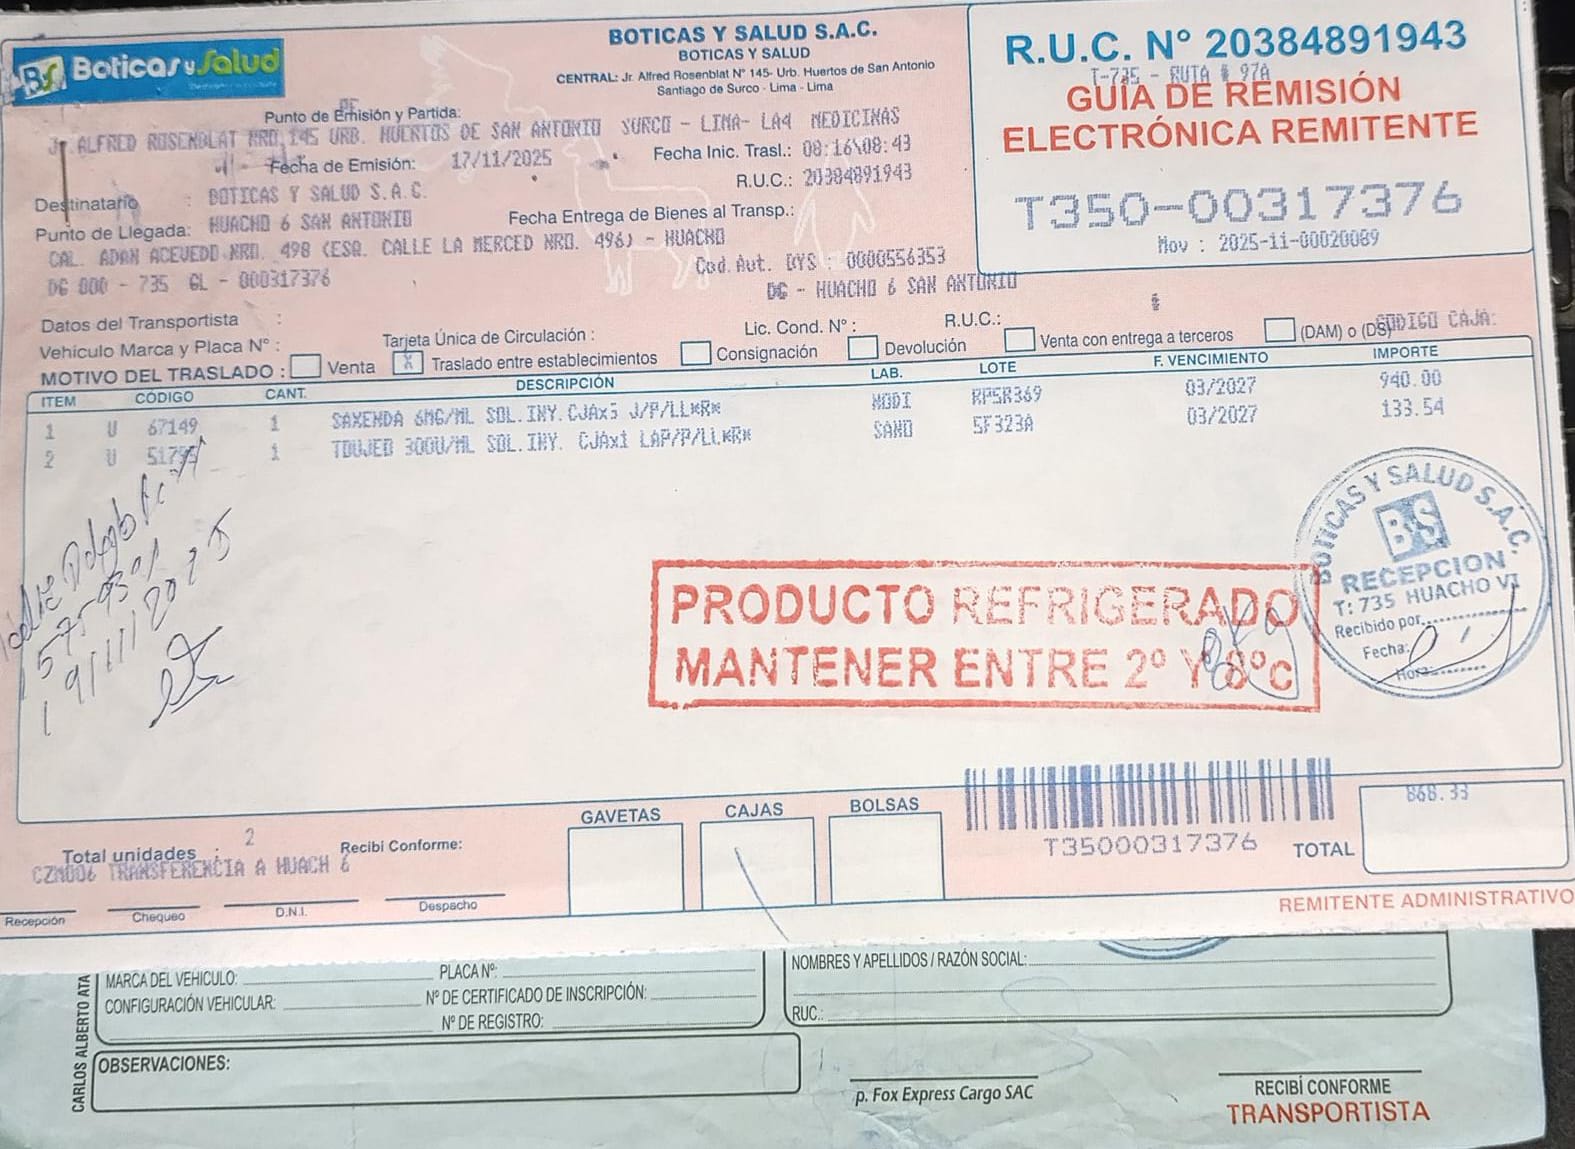 Boticas y Salud
BOTICAS Y SALUD S.A.C.
BOTICAS Y SALUD
CENTRAL: Jr. Alfred Rosenblat N° 145- Urb. Huertos de San Antonio
Santiago de Surco - Lima - Lima
R.U.C. N° 20384891943
T-735 - RUTA # 97A
GUÍA DE REMISIÓN
ELECTRÓNICA REMITENTE
T350-00317376
Mov : 2025-11-00020089
Punto de Emisión y Partida:
Jr. ALFRED ROSENBLAT NRO.145 URB. HUERTOS DE SAN ANTONIO SURCO - LIMA- LA4 MEDICINAS
Fecha de Emisión: 17/11/2025
Fecha Inic. Trasl.: 08:16\08:43
R.U.C.: 20384891943
Destinatario : BOTICAS Y SALUD S.A.C.
Punto de Llegada: HUACHO 6 SAN ANTONIO
Fecha Entrega de Bienes al Transp.:
CAL. ADAN ACEVEDO NRO. 498 (ESQ. CALLE LA MERCED NRO. 496) - HUACHO
Cod. Aut. DYS : 0000556353
DG 000 - 735 GL - 000317376
DG - HUACHO 6 SAN ANTONIO
Datos del Transportista :
Vehículo Marca y Placa N° :
Tarjeta Única de Circulación :
Lic. Cond. N° :
R.U.C.:
CODIGO CAJA:
MOTIVO DEL TRASLADO : Venta X Traslado entre establecimientos Consignación Devolución Venta con entrega a terceros (DAM) o (DS)
ITEM CÓDIGO CANT. DESCRIPCIÓN LAB. LOTE F. VENCIMIENTO IMPORTE
1 U 67149 1 SAXENDA 6MG/ML SOL.INY.CJAx3 J/P/LL*R* NODI RP5R369 03/2027 940.00
2 U 1 TOUJEO 300U/ML SOL.INY. CJAx1 LAP/P/LL*R* SANO 5F323A 03/2027 133.54
19/11/2025
PRODUCTO REFRIGERADO
MANTENER ENTRE 2° Y 8°C
BOTICAS Y SALUD S.A.C.
BS
RECEPCION
T: 735 HUACHO VI
Recibido por
Fecha:
Hora:
GAVETAS CAJAS BOLSAS
T35000317376
TOTAL 868.33
Total unidades : 2
Recibi Conforme:
CZM006 TRANSFERENCIA A HUACH 6
Recepción Chequeo D.N.I. Despacho
REMITENTE ADMINISTRATIVO
CARLOS ALBERTO ATA
MARCA DEL VEHICULO:
PLACA N°:
CONFIGURACIÓN VEHICULAR:
N° DE CERTIFICADO DE INSCRIPCIÓN:
N° DE REGISTRO:
NOMBRES Y APELLIDOS / RAZÓN SOCIAL:
RUC.:
OBSERVACIONES:
p. Fox Express Cargo SAC
RECIBÍ CONFORME
TRANSPORTISTA